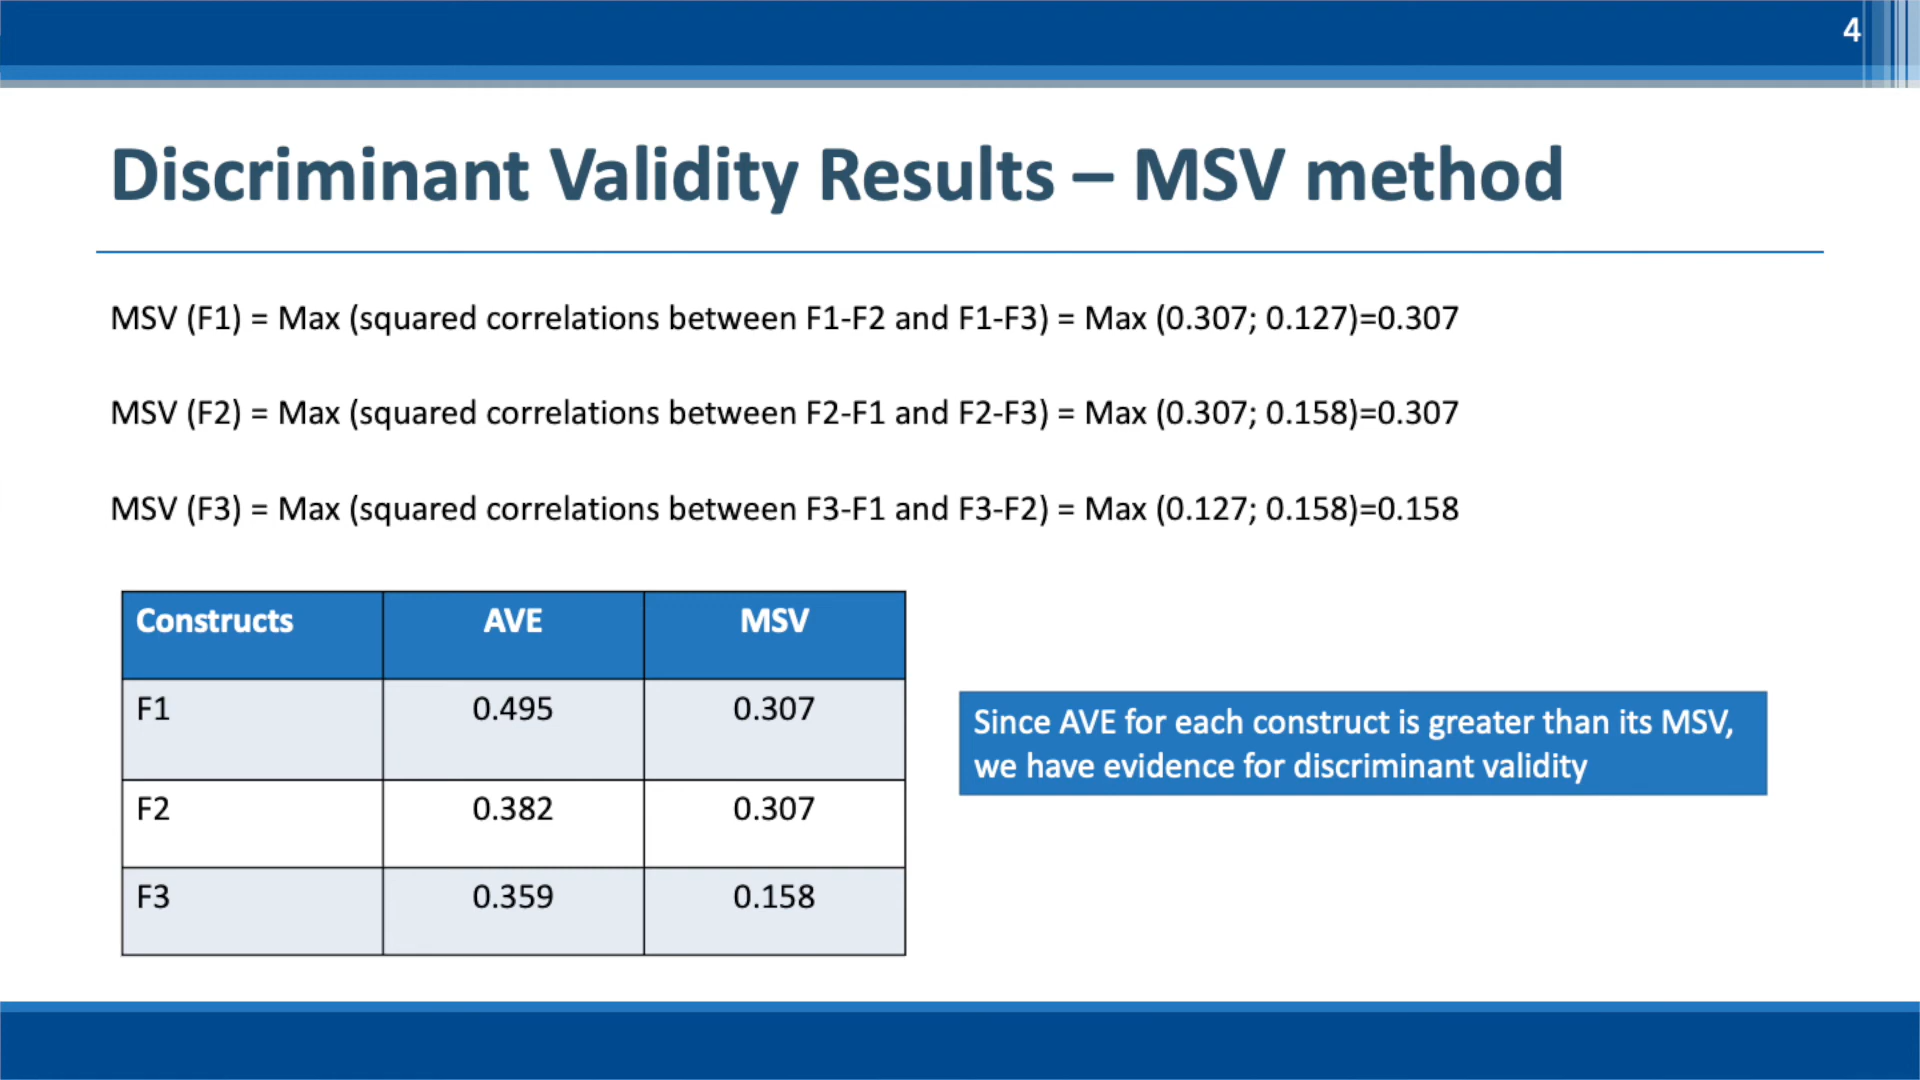 4
Discriminant Validity Results – MSV method
MSV (F1) = Max (squared correlations between F1-F2 and F1-F3) = Max (0.307; 0.127)=0.307
MSV (F2) = Max (squared correlations between F2-F1 and F2-F3) = Max (0.307; 0.158)=0.307
MSV (F3) = Max (squared correlations between F3-F1 and F3-F2) = Max (0.127; 0.158)=0.158
Constructs AVE MSV
F1 0.495 0.307
F2 0.382 0.307
F3 0.359 0.158
Since AVE for each construct is greater than its MSV,
we have evidence for discriminant validity